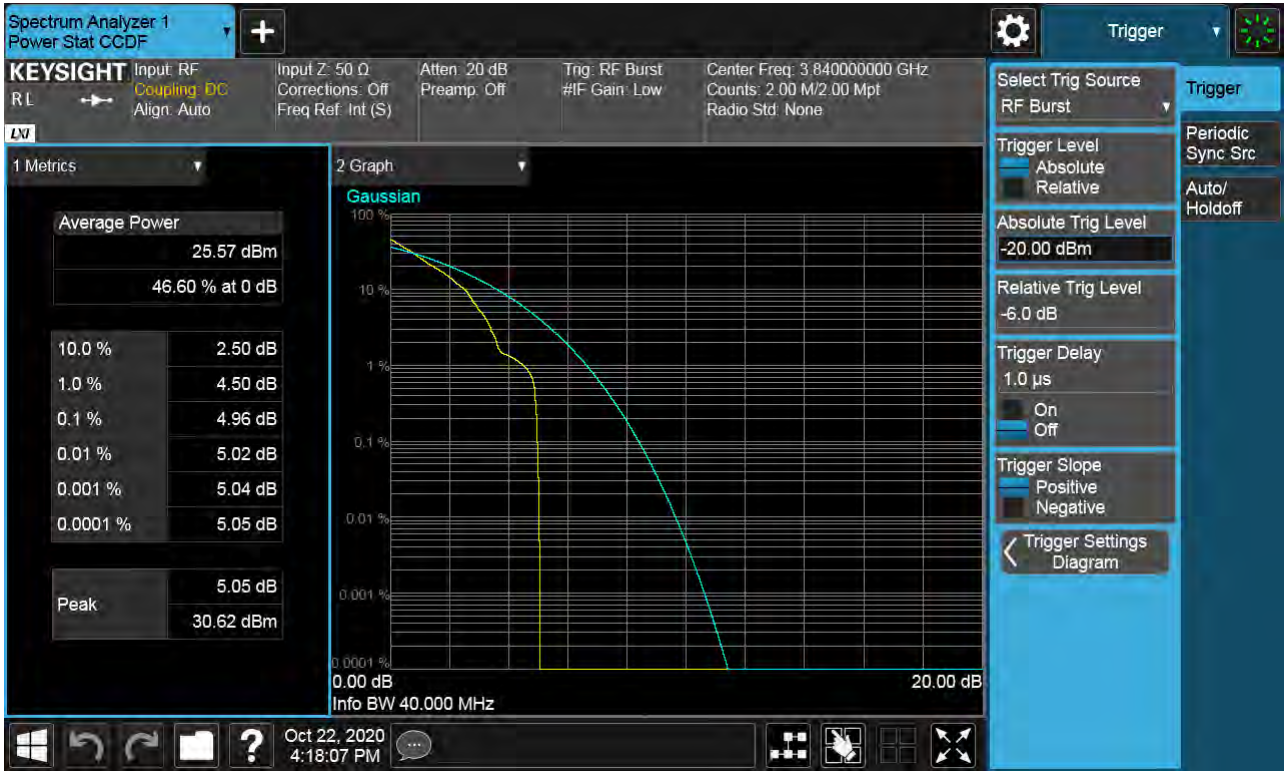 Spectrum Analyzer 1
Power Stat CCDF
+
Trigger
KEYSIGHT
RL
LXI
Input: RF
Coupling: DC
Align: Auto
Input Z: 50 Ω
Corrections: Off
Freq Ref: Int (S)
Atten: 20 dB
Preamp: Off
Trig: RF Burst
#IF Gain: Low
Center Freq: 3.840000000 GHz
Counts: 2.00 M/2.00 Mpt
Radio Std: None
1 Metrics
Average Power
25.57 dBm
46.60 % at 0 dB
10.0 % 2.50 dB
1.0 % 4.50 dB
0.1 % 4.96 dB
0.01 % 5.02 dB
0.001 % 5.04 dB
0.0001 % 5.05 dB
Peak
5.05 dB
30.62 dBm
2 Graph
Gaussian
100 %
10 %
1 %
0.1 %
0.01 %
0.001 %
0.0001 %
0.00 dB 20.00 dB
Info BW 40.000 MHz
Select Trig Source
RF Burst
Trigger Level
Absolute
Relative
Absolute Trig Level
-20.00 dBm
Relative Trig Level
-6.0 dB
Trigger Delay
1.0 µs
On
Off
Trigger Slope
Positive
Negative
Trigger Settings
Diagram
Trigger
Periodic
Sync Src
Auto/
Holdoff
?
Oct 22, 2020
4:18:07 PM